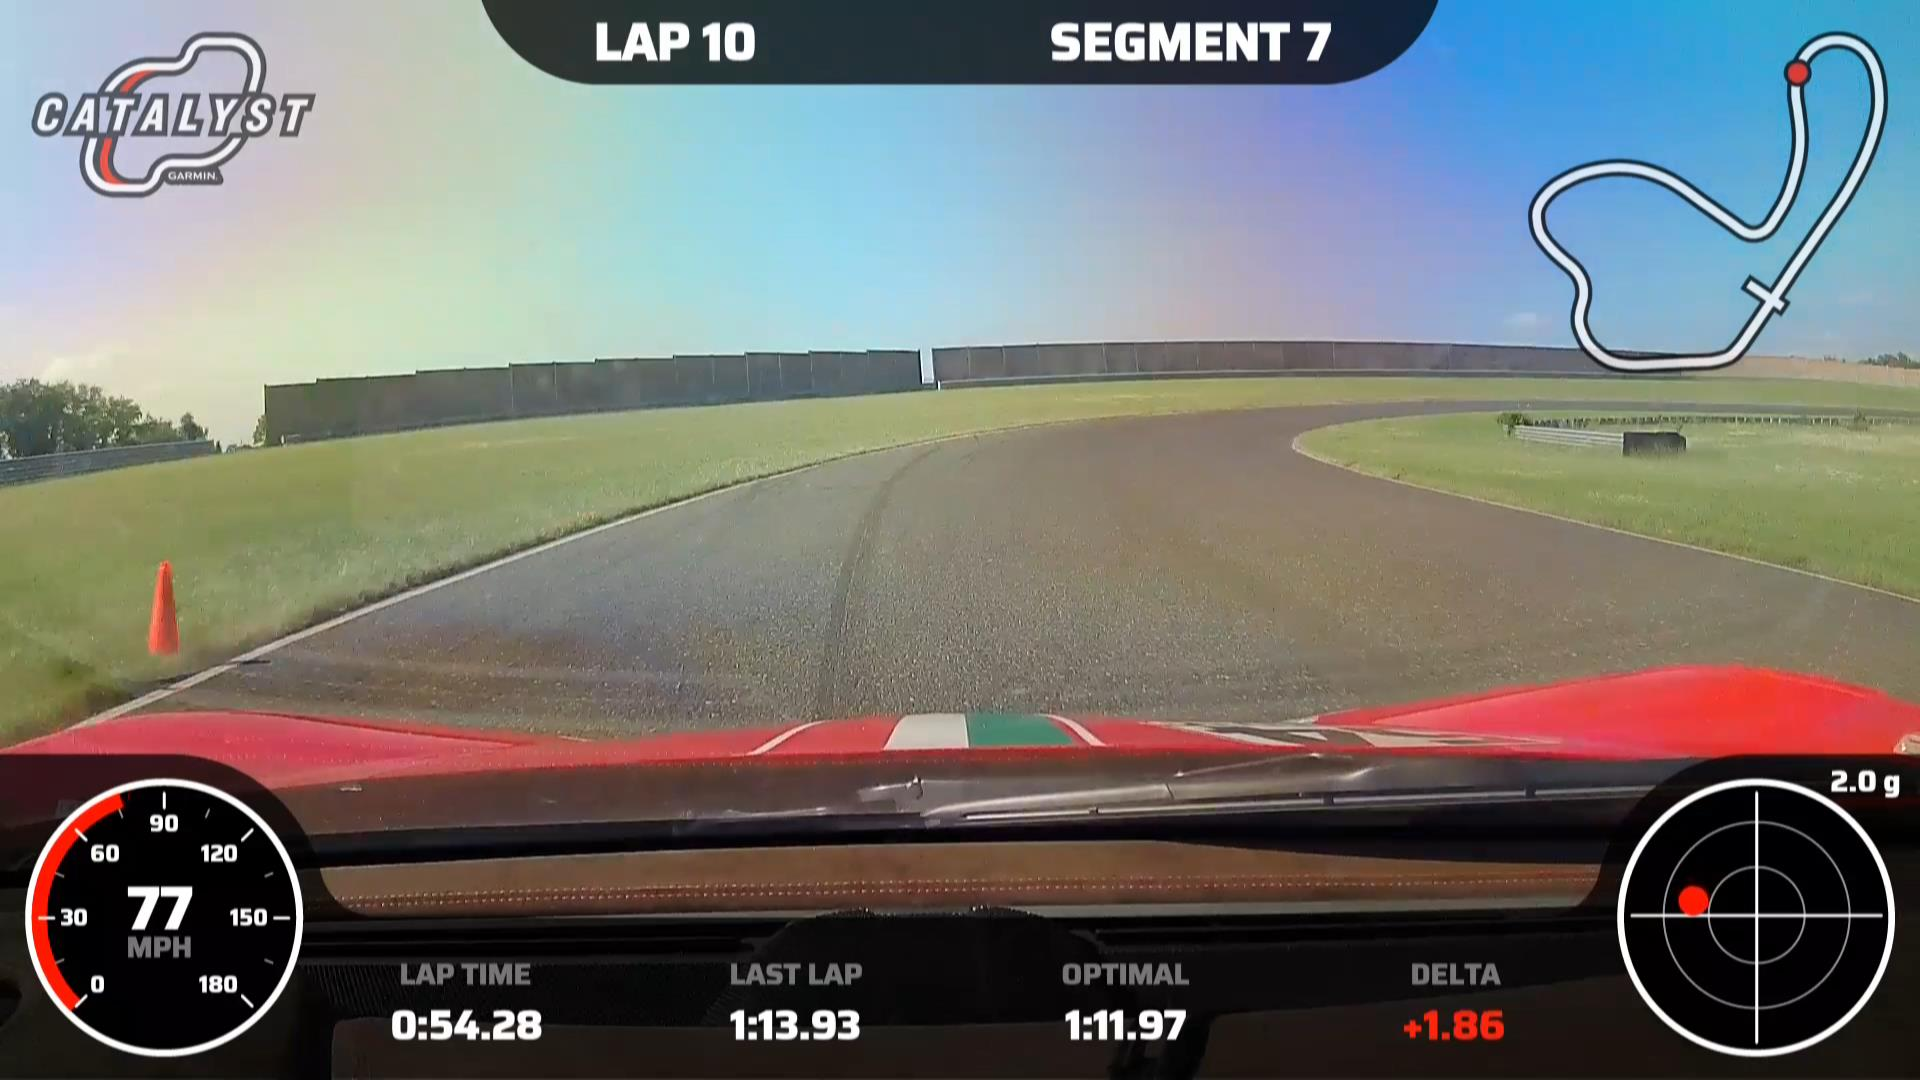 LAP 10
SEGMENT 7
CATALYST
GARMIN.
2.0 g
90
60
120
30
150
0
180
77
MPH
LAP TIME
LAST LAP
OPTIMAL
DELTA
0:54.28
1:13.93
1:11.97
+1.86